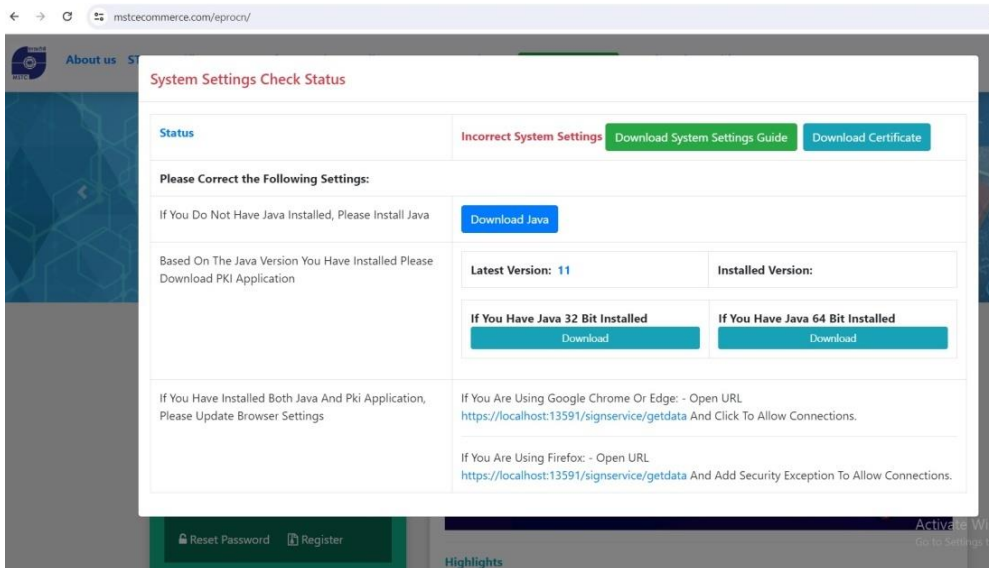 mstcecommerce.com/eprocn/
MSTC
About us
System Settings Check Status
Status
Incorrect System Settings Download System Settings Guide Download Certificate
Please Correct the Following Settings:
If You Do Not Have Java Installed, Please Install Java
Download Java
Based On The Java Version You Have Installed Please
Download PKI Application
Latest Version: 11
Installed Version:
If You Have Java 32 Bit Installed
Download
If You Have Java 64 Bit Installed
Download
If You Have Installed Both Java And Pki Application,
Please Update Browser Settings
If You Are Using Google Chrome Or Edge: - Open URL
https://localhost:13591/signservice/getdata And Click To Allow Connections.
If You Are Using Firefox: - Open URL
https://localhost:13591/signservice/getdata And Add Security Exception To Allow Connections.
Reset Password Register
Highlights
Activate Wi
Go to Settings t